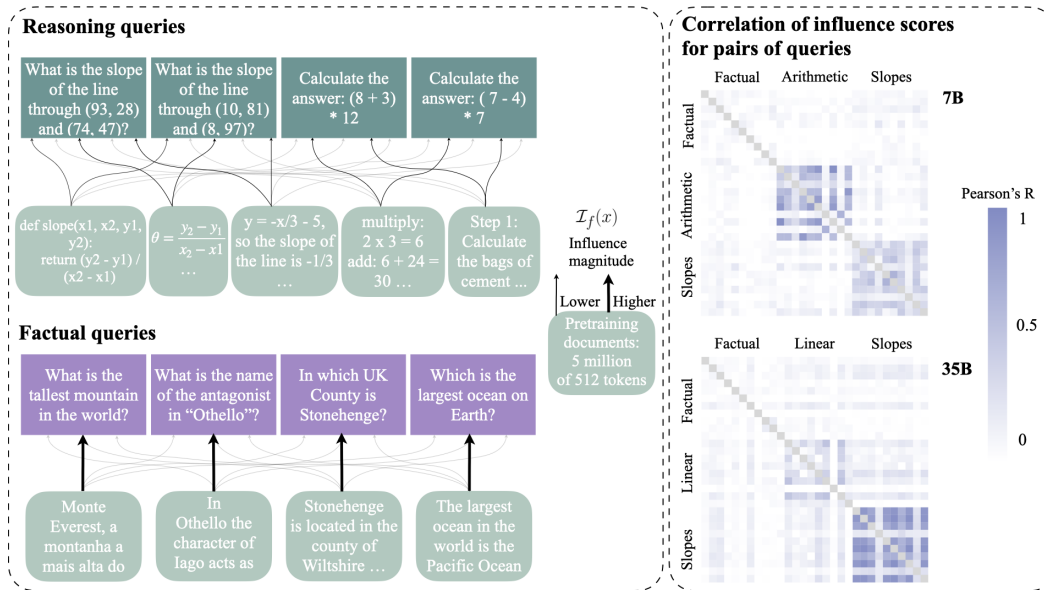 Reasoning queries
What is the slope
of the line
through (93, 28)
and (74, 47)?
What is the slope
of the line
through (10, 81)
and (8, 97)?
Calculate the
answer: (8 + 3)
* 12
Calculate the
answer: ( 7 - 4)
* 7
def slope(x1, x2, y1,
y2):
return (y2 - y1) /
(x2 - x1)
θ = (y₂ − y₁)/(x₂ − x1)
…
y = -x/3 - 5,
so the slope of
the line is -1/3
…
multiply:
2 x 3 = 6
add: 6 + 24 =
30 …
Step 1:
Calculate
the bags of
cement ...
Factual queries
What is the
tallest mountain
in the world?
What is the name
of the antagonist
in “Othello”?
In which UK
County is
Stonehenge?
Which is the
largest ocean on
Earth?
Monte
Everest, a
montanha a
mais alta do
In
Othello the
character of
Iago acts as
Stonehenge
is located in the
county of
Wiltshire …
The largest
ocean in the
world is the
Pacific Ocean
I_f(x)
Influence
magnitude
Lower
Higher
Pretraining
documents:
5 million
of 512 tokens
Correlation of influence scores
for pairs of queries
Factual Arithmetic Slopes
7B
Factual
Arithmetic
Slopes
Factual Linear Slopes
35B
Factual
Linear
Slopes
Pearson’s R
1
0.5
0